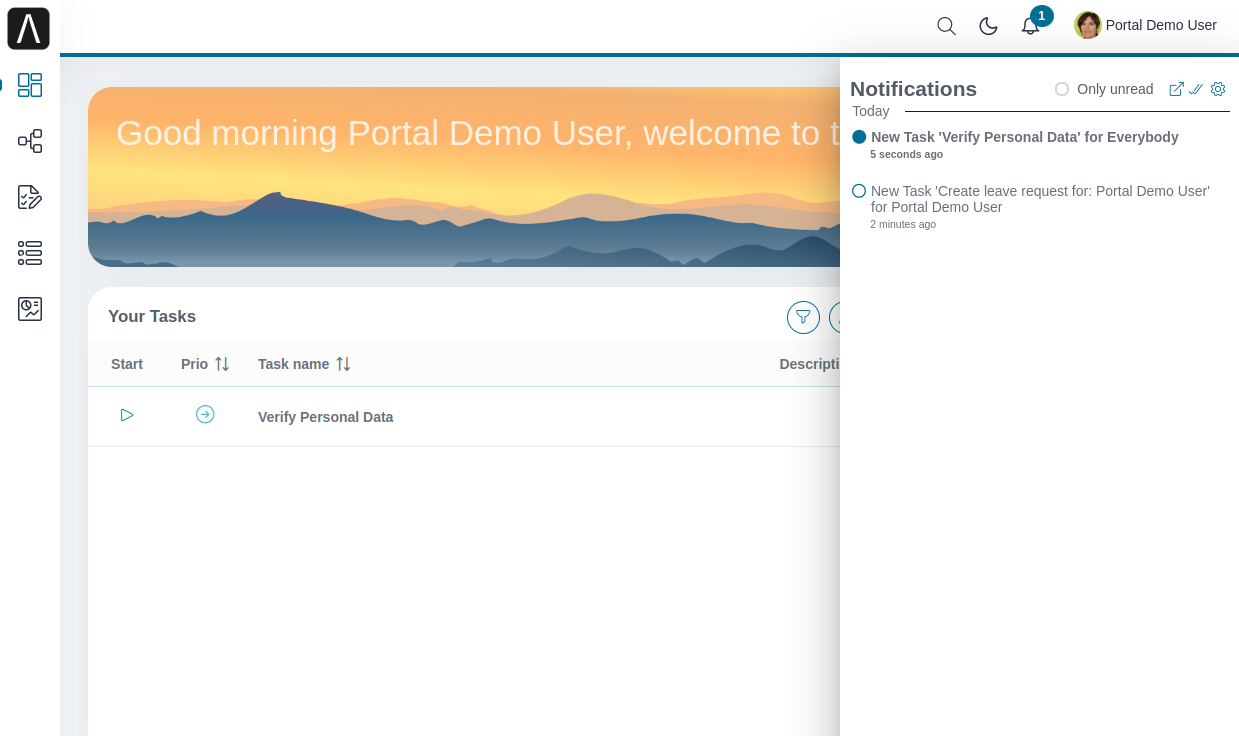 1
Portal Demo User
Notifications
Only unread
Today
New Task 'Verify Personal Data' for Everybody
5 seconds ago
New Task 'Create leave request for: Portal Demo User'
for Portal Demo User
2 minutes ago
Good morning Portal Demo User, welcome to t
Your Tasks
Start Prio Task name Descripti
Verify Personal Data